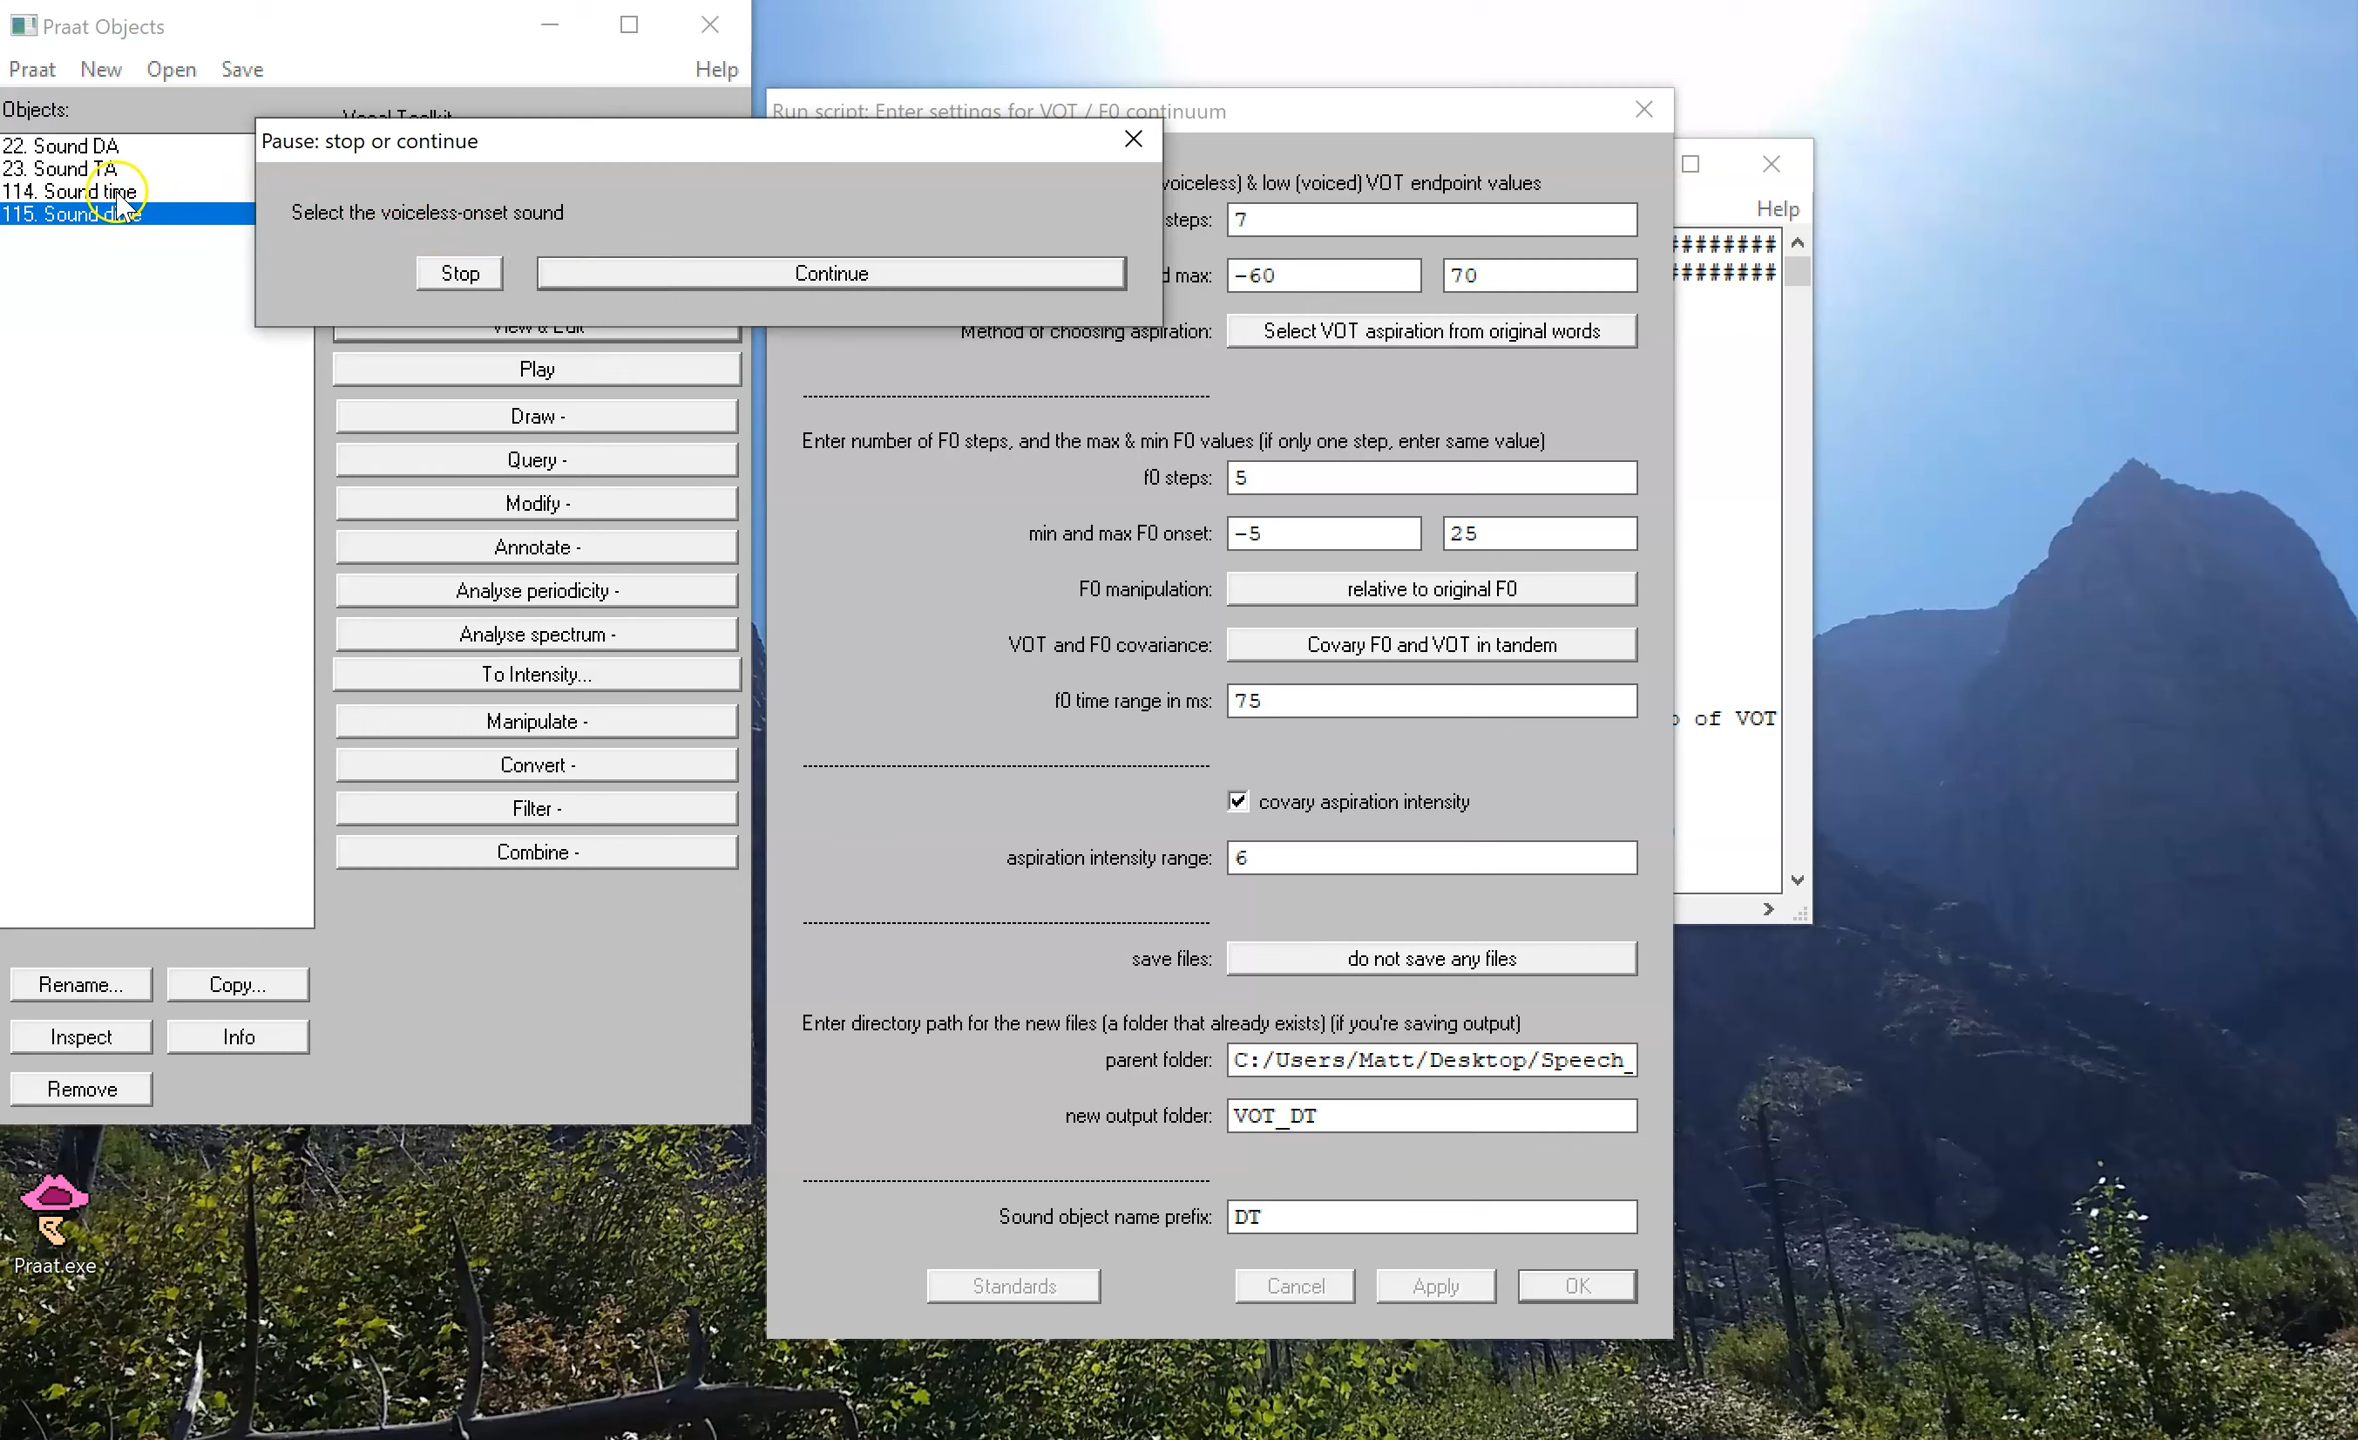 Praat Objects
Praat New Open Save Help
Objects:
22. Sound DA
23. Sound TA
114. Sound time
115. Sound
Pause: stop or continue
Select the voiceless-onset sound
Stop
Continue
View & Edit
Play
Draw -
Query -
Modify -
Annotate -
Analyse periodicity -
Analyse spectrum -
To Intensity...
Manipulate -
Convert -
Filter -
Combine -
Rename...
Copy...
Inspect
Info
Remove
Praat.exe
Run script: Enter settings for VOT / F0 continuum
voiceless) & low (voiced) VOT endpoint values
steps: 7
max: -60 70
Method of choosing aspiration: Select VOT aspiration from original words
Enter number of F0 steps, and the max & min F0 values (if only one step, enter same value)
f0 steps: 5
min and max F0 onset: -5 25
F0 manipulation: relative to original F0
VOT and F0 covariance: Covary F0 and VOT in tandem
f0 time range in ms: 75
covary aspiration intensity
aspiration intensity range: 6
save files: do not save any files
Enter directory path for the new files (a folder that already exists) (if you're saving output)
parent folder: C:/Users/Matt/Desktop/Speech_
new output folder: VOT_DT
Sound object name prefix: DT
Standards
Cancel
Apply
OK
Help
#######
#######
of VOT